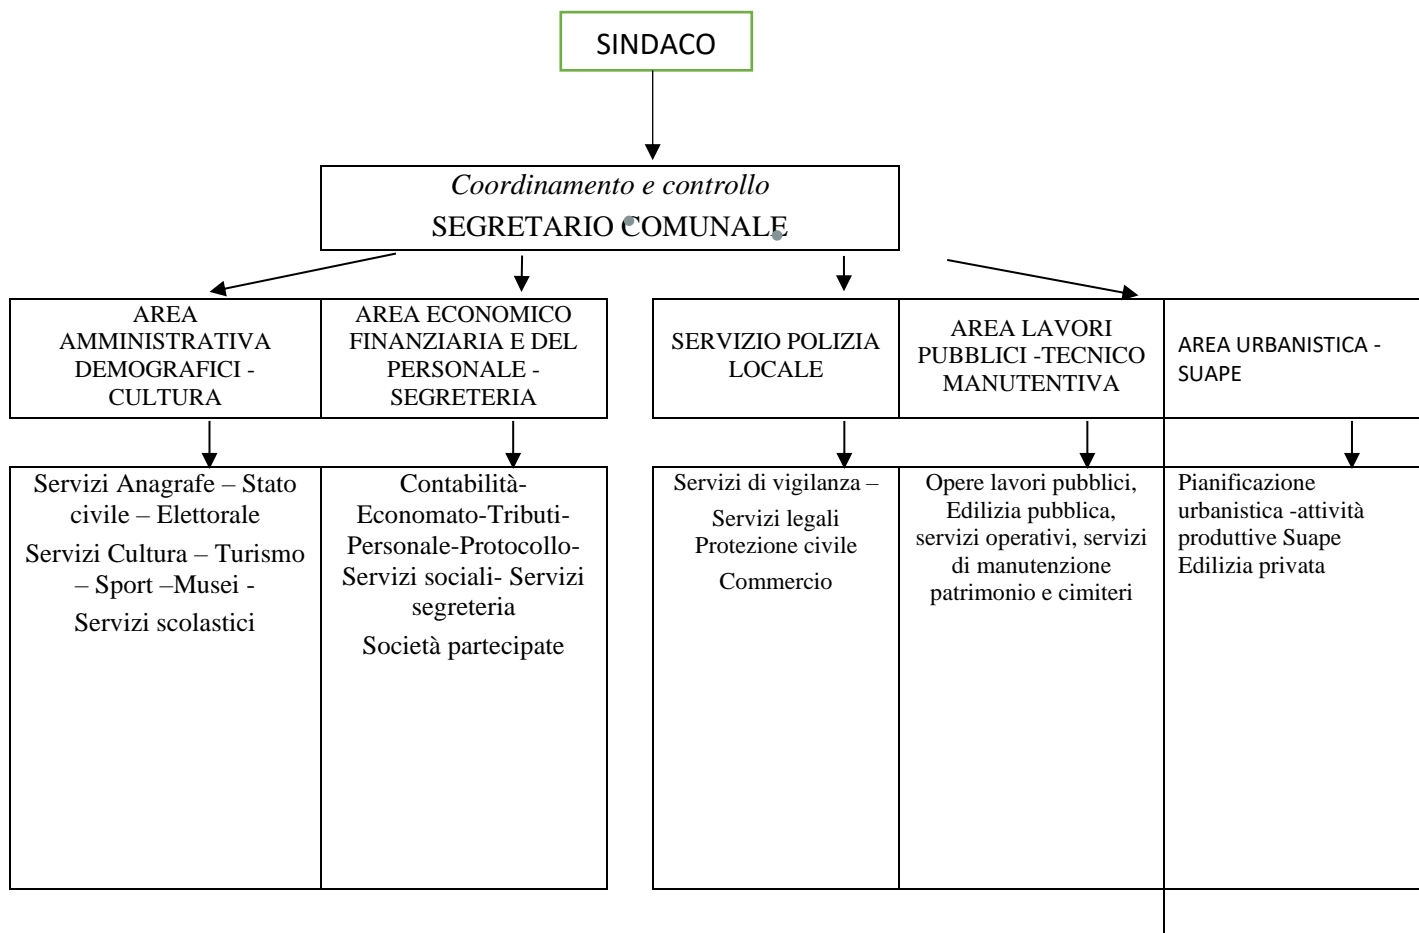 SINDACO
Coordinamento e controllo
SEGRETARIO COMUNALE
AREA
AMMINISTRATIVA
DEMOGRAFICI -
CULTURA
AREA ECONOMICO
FINANZIARIA E DEL
PERSONALE -
SEGRETERIA
SERVIZIO POLIZIA
LOCALE
AREA LAVORI
PUBBLICI -TECNICO
MANUTENTIVA
AREA URBANISTICA -
SUAPE
Servizi Anagrafe – Stato
civile – Elettorale
Servizi Cultura – Turismo
– Sport –Musei -
Servizi scolastici
Contabilità-
Economato-Tributi-
Personale-Protocollo-
Servizi sociali- Servizi
segreteria
Società partecipate
Servizi di vigilanza –
Servizi legali
Protezione civile
Commercio
Opere lavori pubblici,
Edilizia pubblica,
servizi operativi, servizi
di manutenzione
patrimonio e cimiteri
Pianificazione
urbanistica -attività
produttive Suape
Edilizia privata